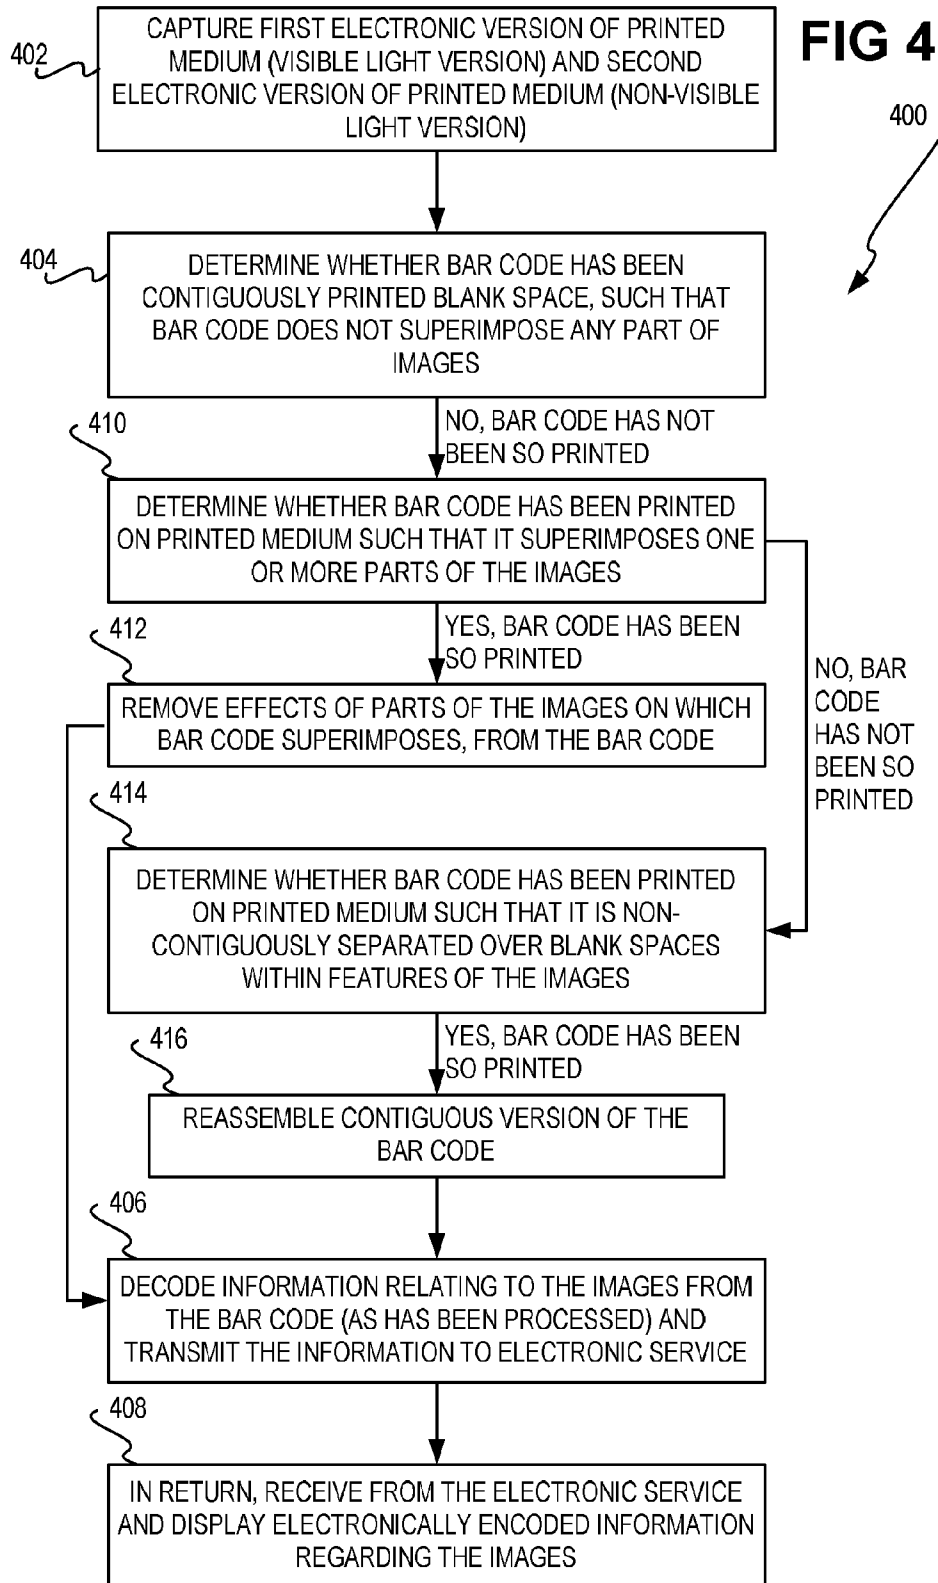 FIG 4
400
402
CAPTURE FIRST ELECTRONIC VERSION OF PRINTED
MEDIUM (VISIBLE LIGHT VERSION) AND SECOND
ELECTRONIC VERSION OF PRINTED MEDIUM (NON-VISIBLE
LIGHT VERSION)
404
DETERMINE WHETHER BAR CODE HAS BEEN
CONTIGUOUSLY PRINTED BLANK SPACE, SUCH THAT
BAR CODE DOES NOT SUPERIMPOSE ANY PART OF
IMAGES
NO, BAR CODE HAS NOT
BEEN SO PRINTED
410
DETERMINE WHETHER BAR CODE HAS BEEN PRINTED
ON PRINTED MEDIUM SUCH THAT IT SUPERIMPOSES ONE
OR MORE PARTS OF THE IMAGES
YES, BAR CODE HAS BEEN
SO PRINTED
NO, BAR
CODE
HAS NOT
BEEN SO
PRINTED
412
REMOVE EFFECTS OF PARTS OF THE IMAGES ON WHICH
BAR CODE SUPERIMPOSES, FROM THE BAR CODE
414
DETERMINE WHETHER BAR CODE HAS BEEN PRINTED
ON PRINTED MEDIUM SUCH THAT IT IS NON-
CONTIGUOUSLY SEPARATED OVER BLANK SPACES
WITHIN FEATURES OF THE IMAGES
YES, BAR CODE HAS BEEN
SO PRINTED
416
REASSEMBLE CONTIGUOUS VERSION OF THE
BAR CODE
406
DECODE INFORMATION RELATING TO THE IMAGES FROM
THE BAR CODE (AS HAS BEEN PROCESSED) AND
TRANSMIT THE INFORMATION TO ELECTRONIC SERVICE
408
IN RETURN, RECEIVE FROM THE ELECTRONIC SERVICE
AND DISPLAY ELECTRONICALLY ENCODED INFORMATION
REGARDING THE IMAGES